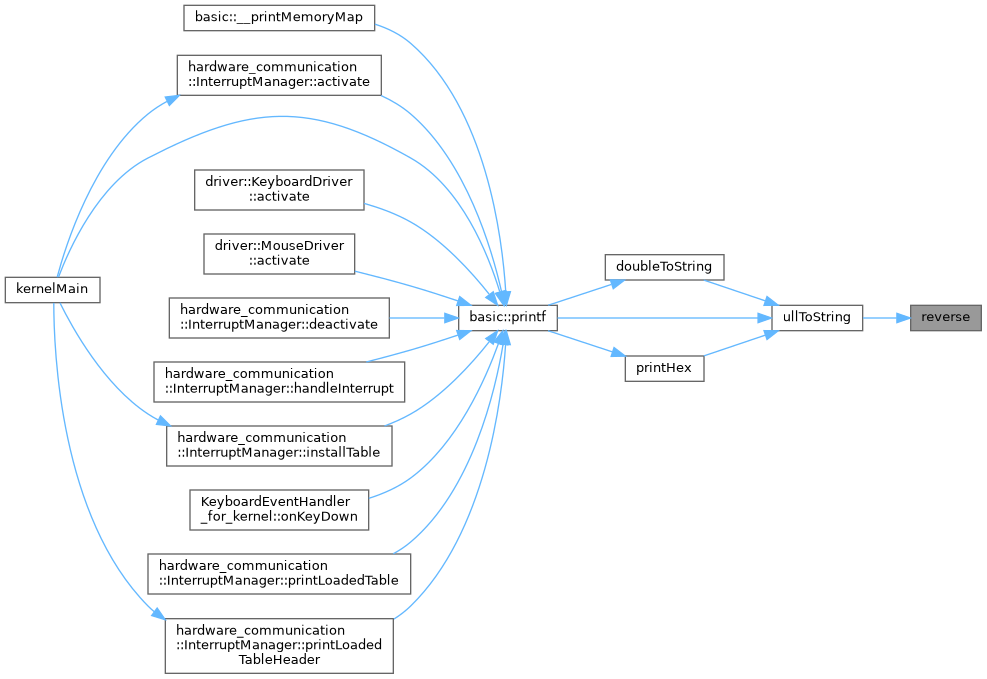 basic::__printMemoryMap
hardware_communication
::InterruptManager::activate
driver::KeyboardDriver
::activate
driver::MouseDriver
::activate
kernelMain
hardware_communication
::InterruptManager::deactivate
hardware_communication
::InterruptManager::handleInterrupt
hardware_communication
::InterruptManager::installTable
KeyboardEventHandler
_for_kernel::onKeyDown
hardware_communication
::InterruptManager::printLoadedTable
hardware_communication
::InterruptManager::printLoaded
TableHeader
basic::printf
doubleToString
printHex
ullToString
reverse